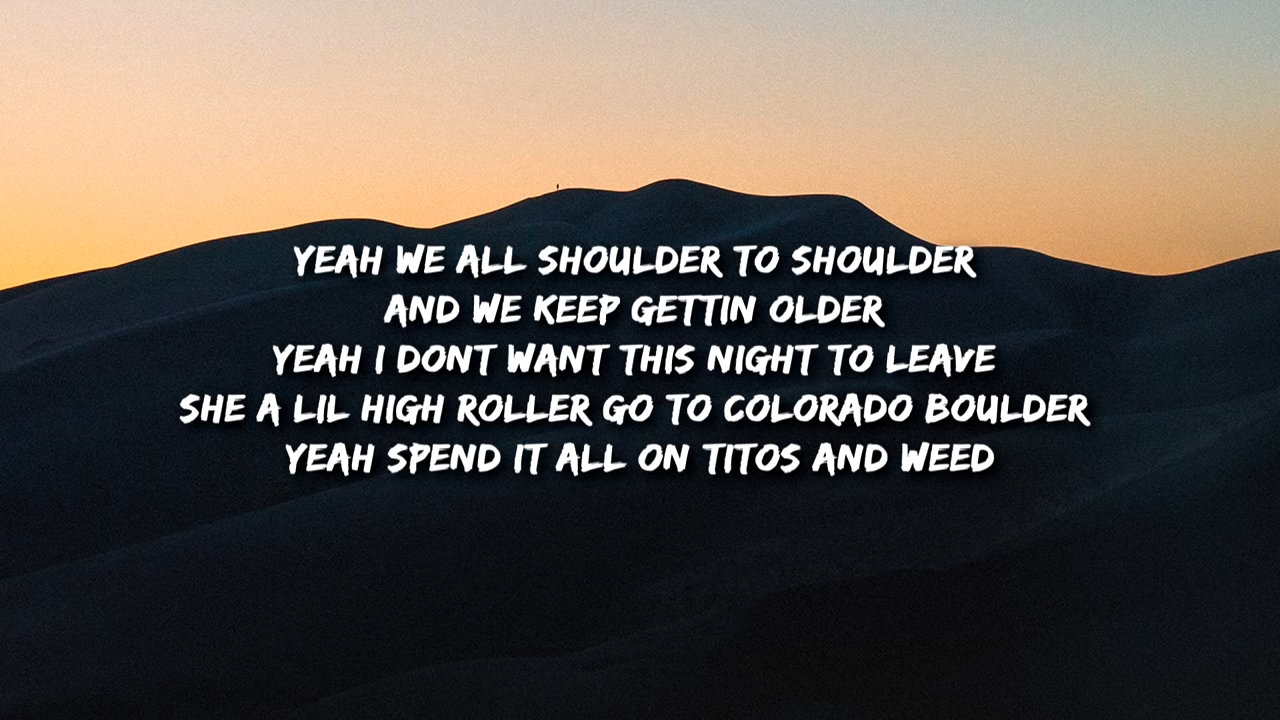 YEAH WE ALL SHOULDER TO SHOULDER
AND WE KEEP GETTIN OLDER
YEAH I DONT WANT THIS NIGHT TO LEAVE
SHE A LIL HIGH ROLLER GO TO COLORADO BOULDER
YEAH SPEND IT ALL ON TITOS AND WEED